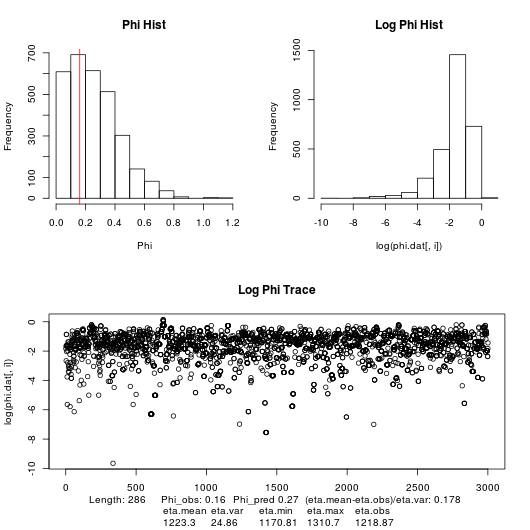 Phi Hist
Log Phi Hist
Frequency
700
500
300
100
0
0.0 0.2 0.4 0.6 0.8 1.0 1.2
Phi
Frequency
1500
1000
500
0
-10 -8 -6 -4 -2 0
log(phi.dat[, i])
Log Phi Trace
log(phi.dat[, i])
0
-2
-4
-6
-8
-10
0 500 1000 1500 2000 2500 3000
Length: 286 Phi_obs: 0.16 Phi_pred 0.27 (eta.mean-eta.obs)/eta.var: 0.178
eta.mean eta.var eta.min eta.max eta.obs
1223.3 24.86 1170.81 1310.7 1218.87